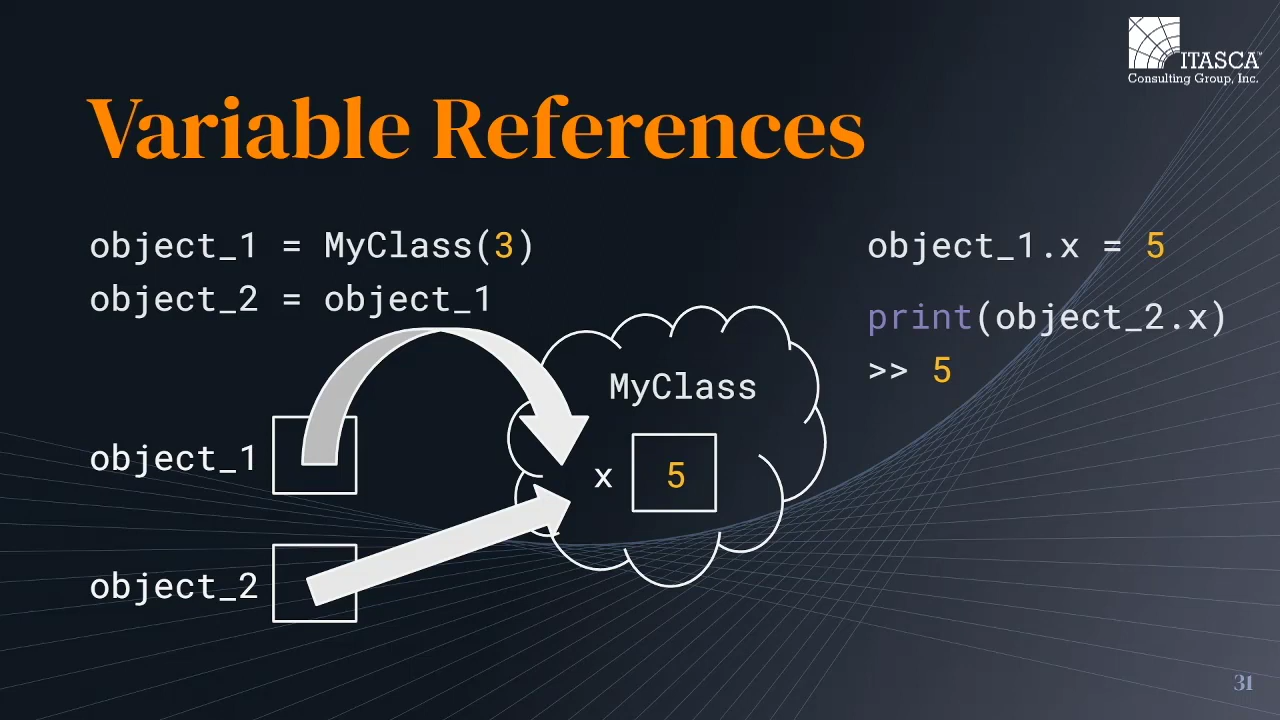 ITASCA™
Consulting Group, Inc.
Variable References
object_1 = MyClass(3)
object_2 = object_1
object_1.x = 5
print(object_2.x)
>> 5
MyClass
object_1
x 5
object_2
31